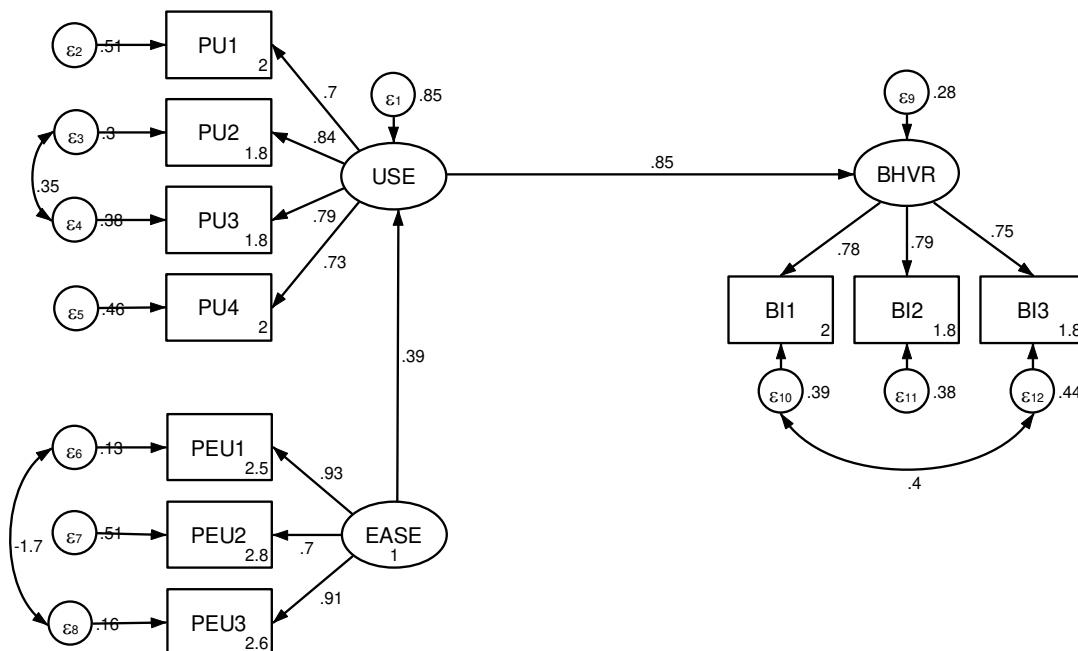 ε2 .51 PU1 2
.7
ε1 .85
ε9 .28
ε3 .3 PU2 1.8
.84
.35
USE
.85
BHVR
ε4 .38 PU3 1.8
.79
.73
.78 .79 .75
ε5 .46 PU4 2
BI1 2
BI2 1.8
BI3 1.8
.39
ε10 .39
ε11 .38
ε12 .44
.4
ε6 .13 PEU1 2.5
.93
-1.7
ε7 .51 PEU2 2.8
.7
EASE 1
.91
ε8 .16 PEU3 2.6